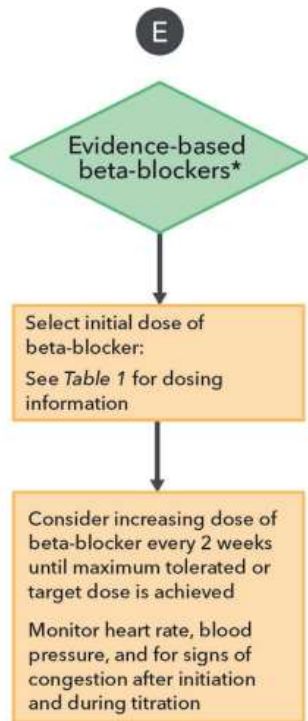 E
Evidence-based
beta-blockers*
Select initial dose of
beta-blocker:
See Table 1 for dosing
information
Consider increasing dose of
beta-blocker every 2 weeks
until maximum tolerated or
target dose is achieved
Monitor heart rate, blood
pressure, and for signs of
congestion after initiation
and during titration